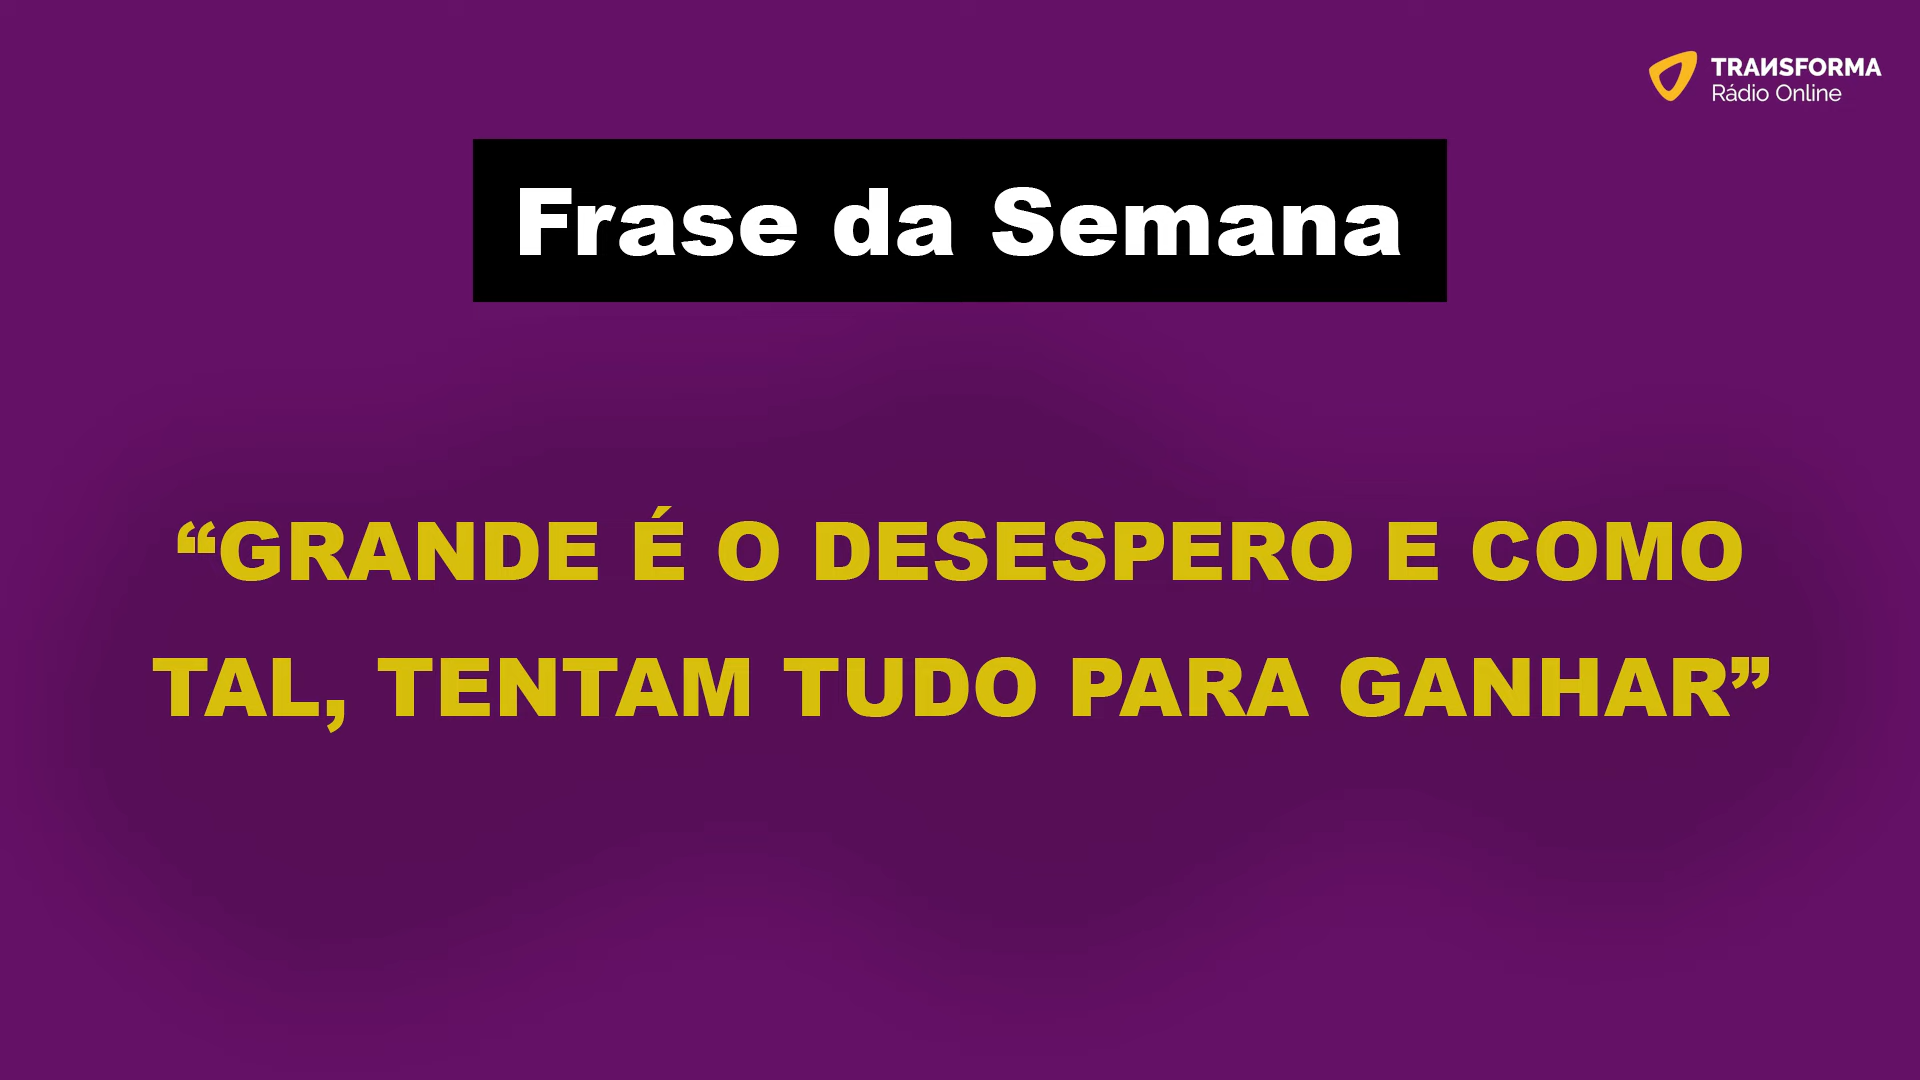 TRANSFORMA
Rádio Online
Frase da Semana
“GRANDE É O DESESPERO E COMO
TAL, TENTAM TUDO PARA GANHAR”